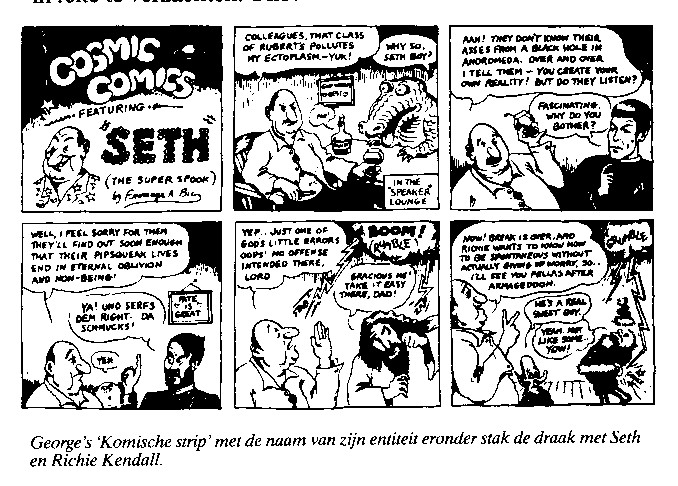 COSMIC
COMICS
FEATURING
"SETH"
(THE SUPER SPOOK)
COLLEAGUES, THAT CLASS
OF RUBERT'S POLLUTES
MY ECTOPLASM—YUK!
WHY SO,
SETH BOY?
IN THE
"SPEAKER"
LOUNGE
AAH! THEY DON'T KNOW THEIR
ASSES FROM A BLACK HOLE IN
ANDROMEDA. OVER AND OVER
I TELL THEM — YOU CREATE YOUR
OWN REALITY! BUT DO THEY LISTEN?
FASCINATING.
WHY DO YOU
BOTHER?
WELL, I FEEL SORRY FOR THEM
THEY'LL FIND OUT SOON ENOUGH
THAT THEIR PIPSQUEAK LIVES
END IN ETERNAL OBLIVION
AND NON-BEING!
YA! UND SERFS
DEM RIGHT. DA
SCHMUCKS!
FATE
IS
GREAT
YEH
YEP.. JUST ONE OF
GODS LITTLE ERRORS
OOPS! NO OFFENSE
INTENDED THERE,
LORD
BOOM!
(RUMBLE)
GRACIOUS ME
TAKE IT EASY
THERE, DAD!
NOW! BREAK IS OVER, AND
RICHIE WANTS TO KNOW HOW
TO BE SPONTANEOUS WITHOUT
ACTUALLY GIVING UP WORRY, SO..
I'LL SEE YOU FELLAS AFTER
ARMAGEDDON.
RUMBLE
HE'S A REAL
SWEET GUY.
YEAH. NOT
LIKE SOME-
YOW!
George's 'Komische strip' met de naam van zijn entiteit eronder stak de draak met Seth
en Richie Kendall.